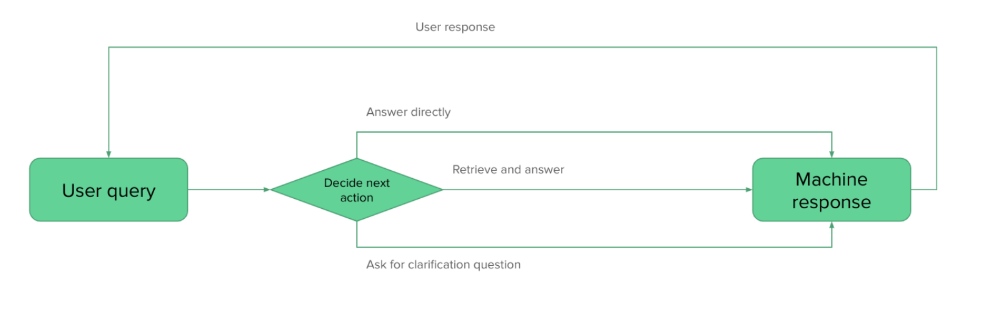 User response
Answer directly
Retrieve and answer
User query
Decide next
action
Machine
response
Ask for clarification question